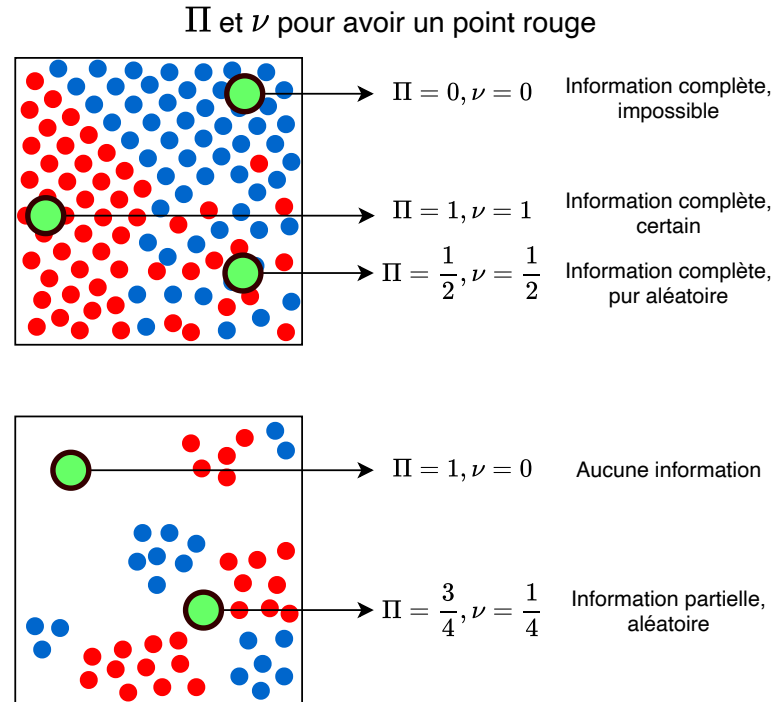 Π et ν pour avoir un point rouge
Π = 0, ν = 0
Information complète,
impossible
Π = 1, ν = 1
Information complète,
certain
Π = 1/2, ν = 1/2
Information complète,
pur aléatoire
Π = 1, ν = 0
Aucune information
Π = 3/4, ν = 1/4
Information partielle,
aléatoire